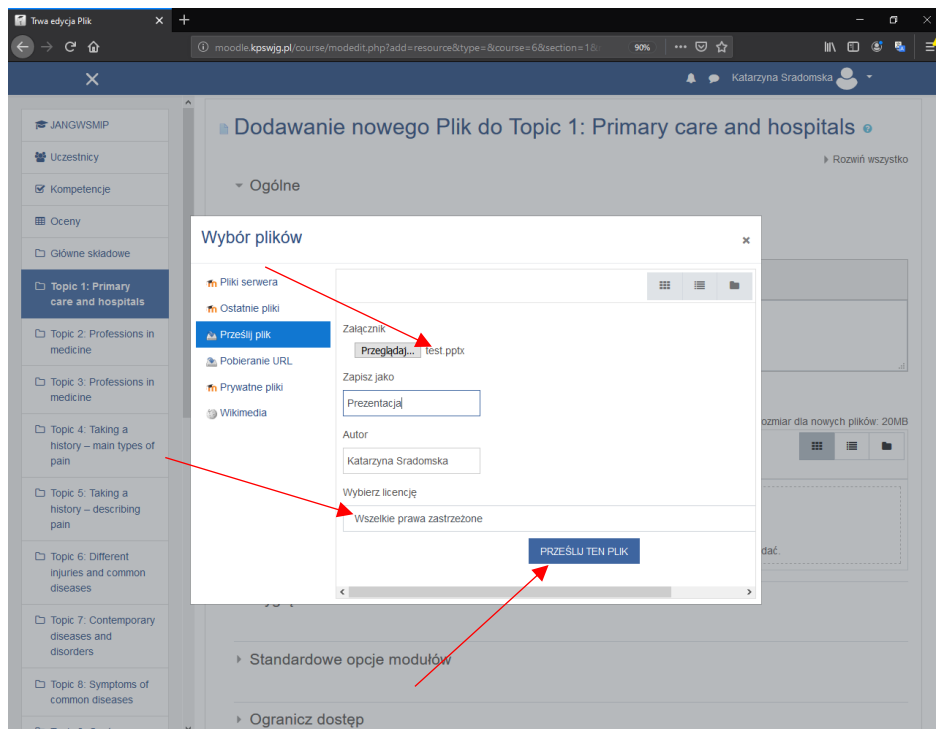 Trwa edycja Plik
moodle.kpswjg.pl/course/modedit.php?add=resource&type=&course=6&section=1&
90%
Katarzyna Sradomska
JANGWSMIP
Uczestnicy
Kompetencje
Oceny
Główne składowe
Topic 1: Primary
care and hospitals
Topic 2: Professions in
medicine
Topic 3: Professions in
medicine
Topic 4: Taking a
history – main types of
pain
Topic 5: Taking a
history – describing
pain
Topic 6: Different
injuries and common
diseases
Topic 7: Contemporary
diseases and
disorders
Topic 8: Symptoms of
common diseases
Dodawanie nowego Plik do Topic 1: Primary care and hospitals
Rozwiń wszystko
Ogólne
Wybór plików
Pliki serwera
Ostatnie pliki
Prześlij plik
Pobieranie URL
Prywatne pliki
Wikimedia
Załącznik
Przeglądaj... test.pptx
Zapisz jako
Prezentacja
Autor
Katarzyna Sradomska
Wybierz licencję
Wszelkie prawa zastrzeżone
PRZEŚLIJ TEN PLIK
ozmiar dla nowych plików: 20MB
dać.
Standardowe opcje modułów
Ogranicz dostęp